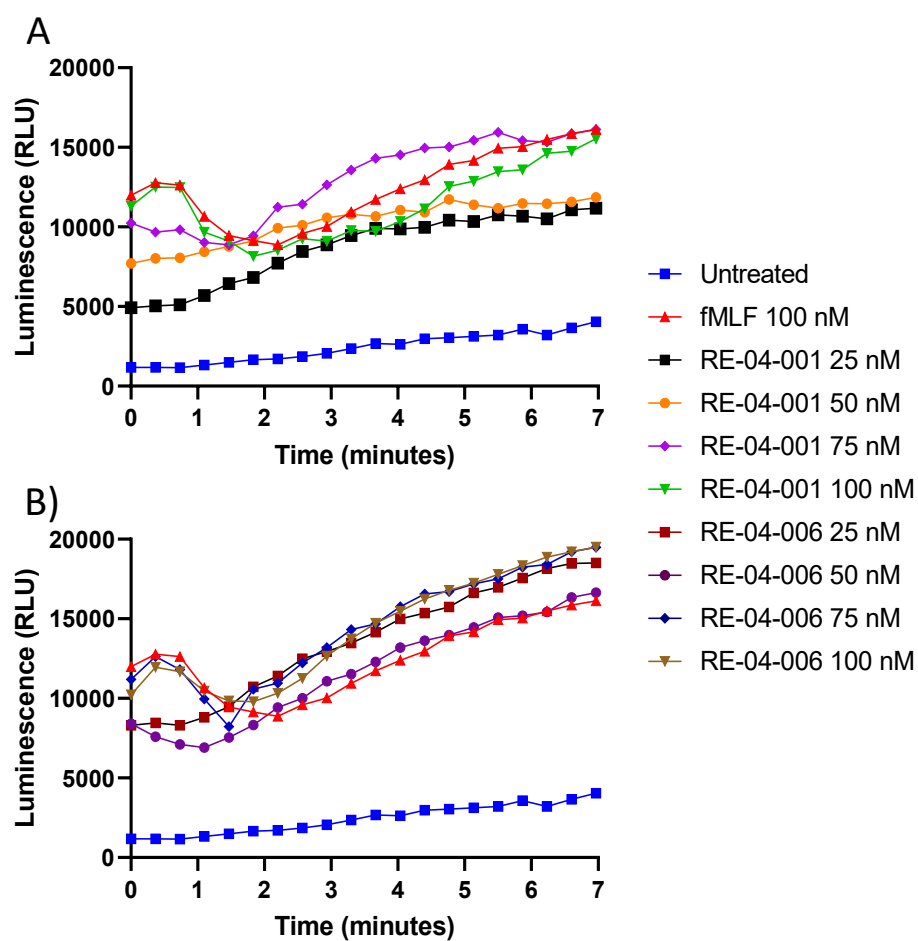 A
20000
15000
10000
5000
0
Luminescence (RLU)
0 1 2 3 4 5 6 7
Time (minutes)
B)
20000
15000
10000
5000
0
Luminescence (RLU)
0 1 2 3 4 5 6 7
Time (minutes)
Untreated
fMLF 100 nM
RE-04-001 25 nM
RE-04-001 50 nM
RE-04-001 75 nM
RE-04-001 100 nM
RE-04-006 25 nM
RE-04-006 50 nM
RE-04-006 75 nM
RE-04-006 100 nM